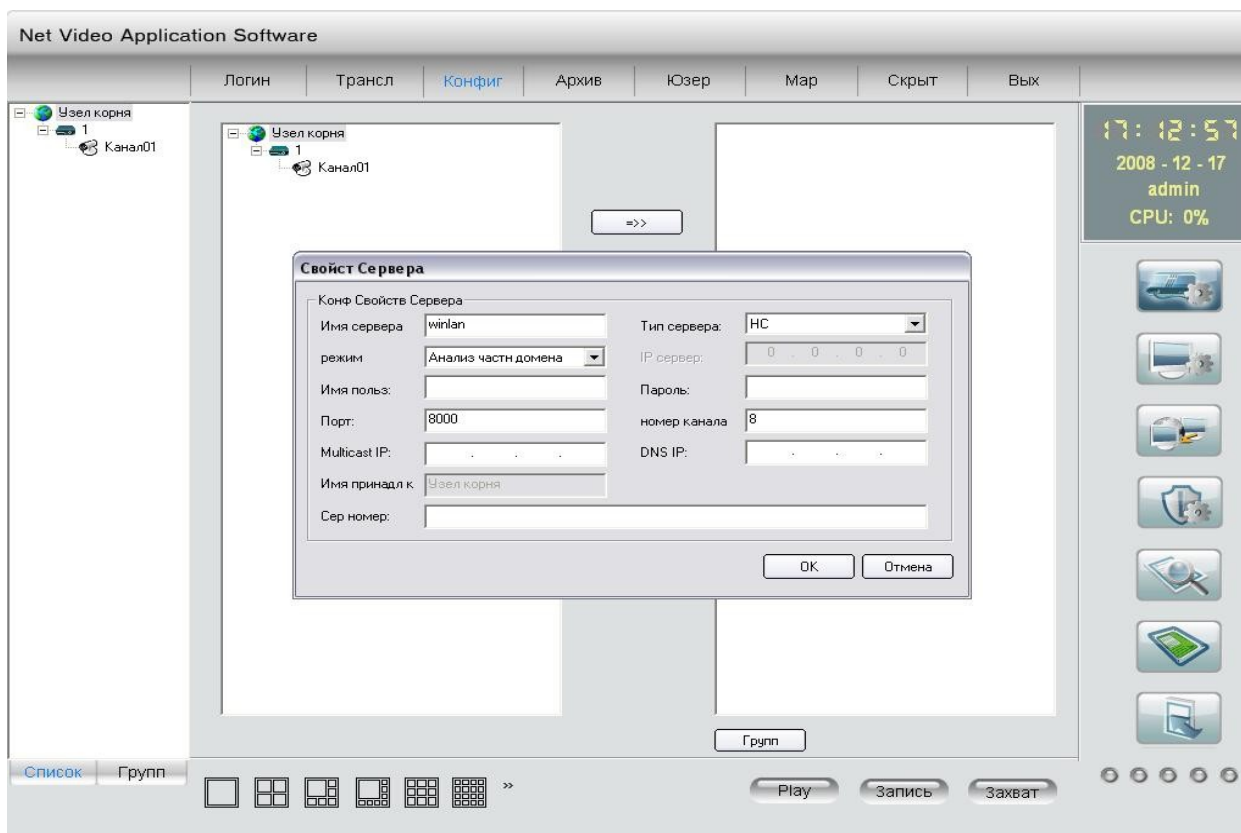 Net Video Application Software
Логин Трансл Конфиг Архив Юзер Map Скрыт Вых
Узел корня
1
Канал01
Узел корня
1
Канал01
=>>
17:12:57
2008 - 12 - 17
admin
CPU: 0%
Свойст Сервера
Конф Свойств Сервера
Имя сервера winlan Тип сервера: HC
режим Анализ частн домена IP сервер: 0 . 0 . 0 . 0
Имя польз: Пароль:
Порт: 8000 номер канала 8
Multicast IP: . . . DNS IP: . . .
Имя принадл к Узел корня
Сер номер:
OK Отмена
Групп
Список Групп
» Play Запись Захват